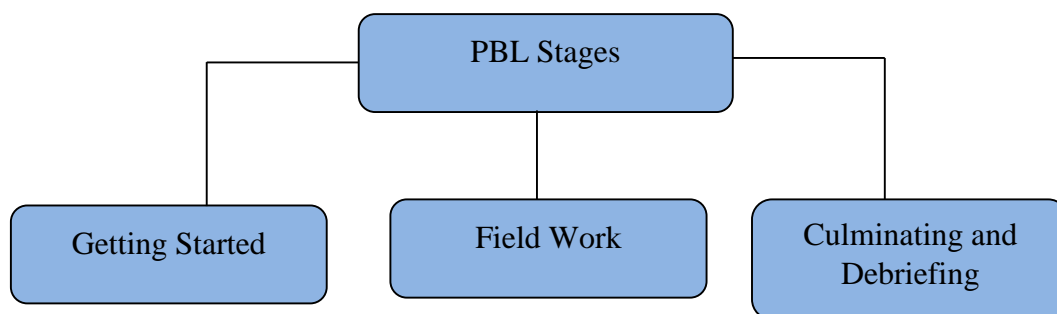 PBL Stages
Getting Started
Field Work
Culminating and
Debriefing